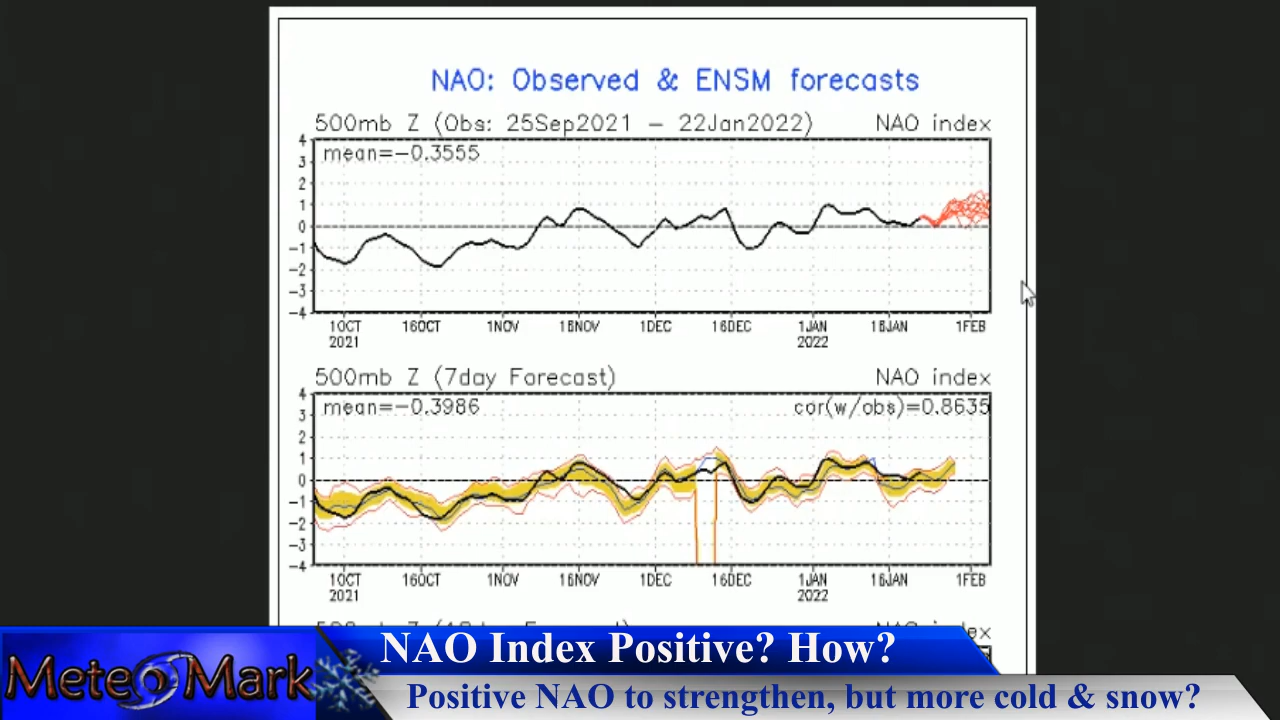 NAO: Observed & ENSM forecasts
500mb Z (Obs: 25Sep2021 – 22Jan2022) NAO index
mean=-0.3555
4
3
2
1
0
-1
-2
-3
-4
1OCT 16OCT 1NOV 16NOV 1DEC 16DEC 1JAN 16JAN 1FEB
2021 2022
500mb Z (7day Forecast) NAO index
mean=-0.3986 cor(w/obs)=0.8635
4
3
2
1
0
-1
-2
-3
-4
1OCT 16OCT 1NOV 16NOV 1DEC 16DEC 1JAN 16JAN 1FEB
2021 2022
NAO Index Positive? How?
MeteoMark
Positive NAO to strengthen, but more cold & snow?